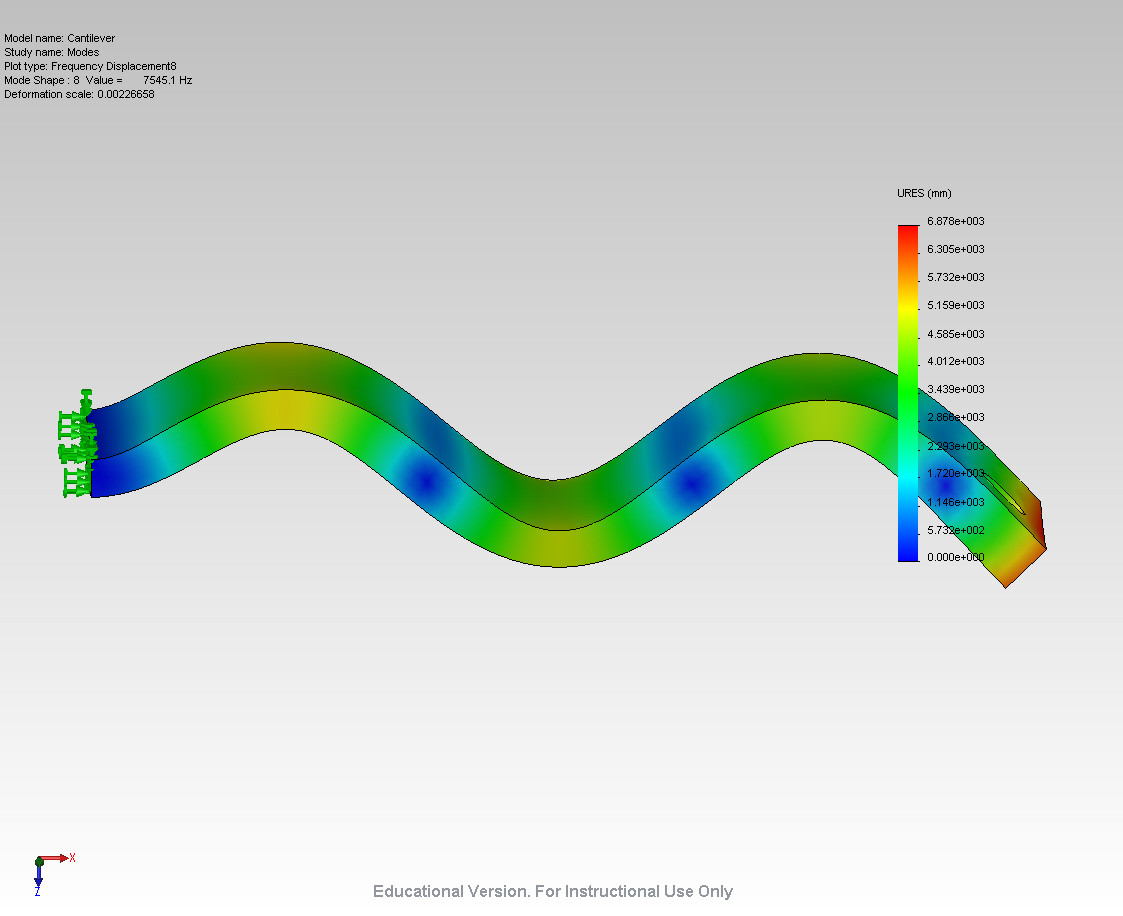 Model name: Cantilever
Study name: Modes
Plot type: Frequency Displacement8
Mode Shape : 8 Value = 7545.1 Hz
Deformation scale: 0.00226658
URES (mm)
6.878e+003
6.305e+003
5.732e+003
5.159e+003
4.585e+003
4.012e+003
3.439e+003
2.866e+003
2.293e+003
1.720e+003
1.146e+003
5.732e+002
0.000e+000
X
Z
Educational Version. For Instructional Use Only